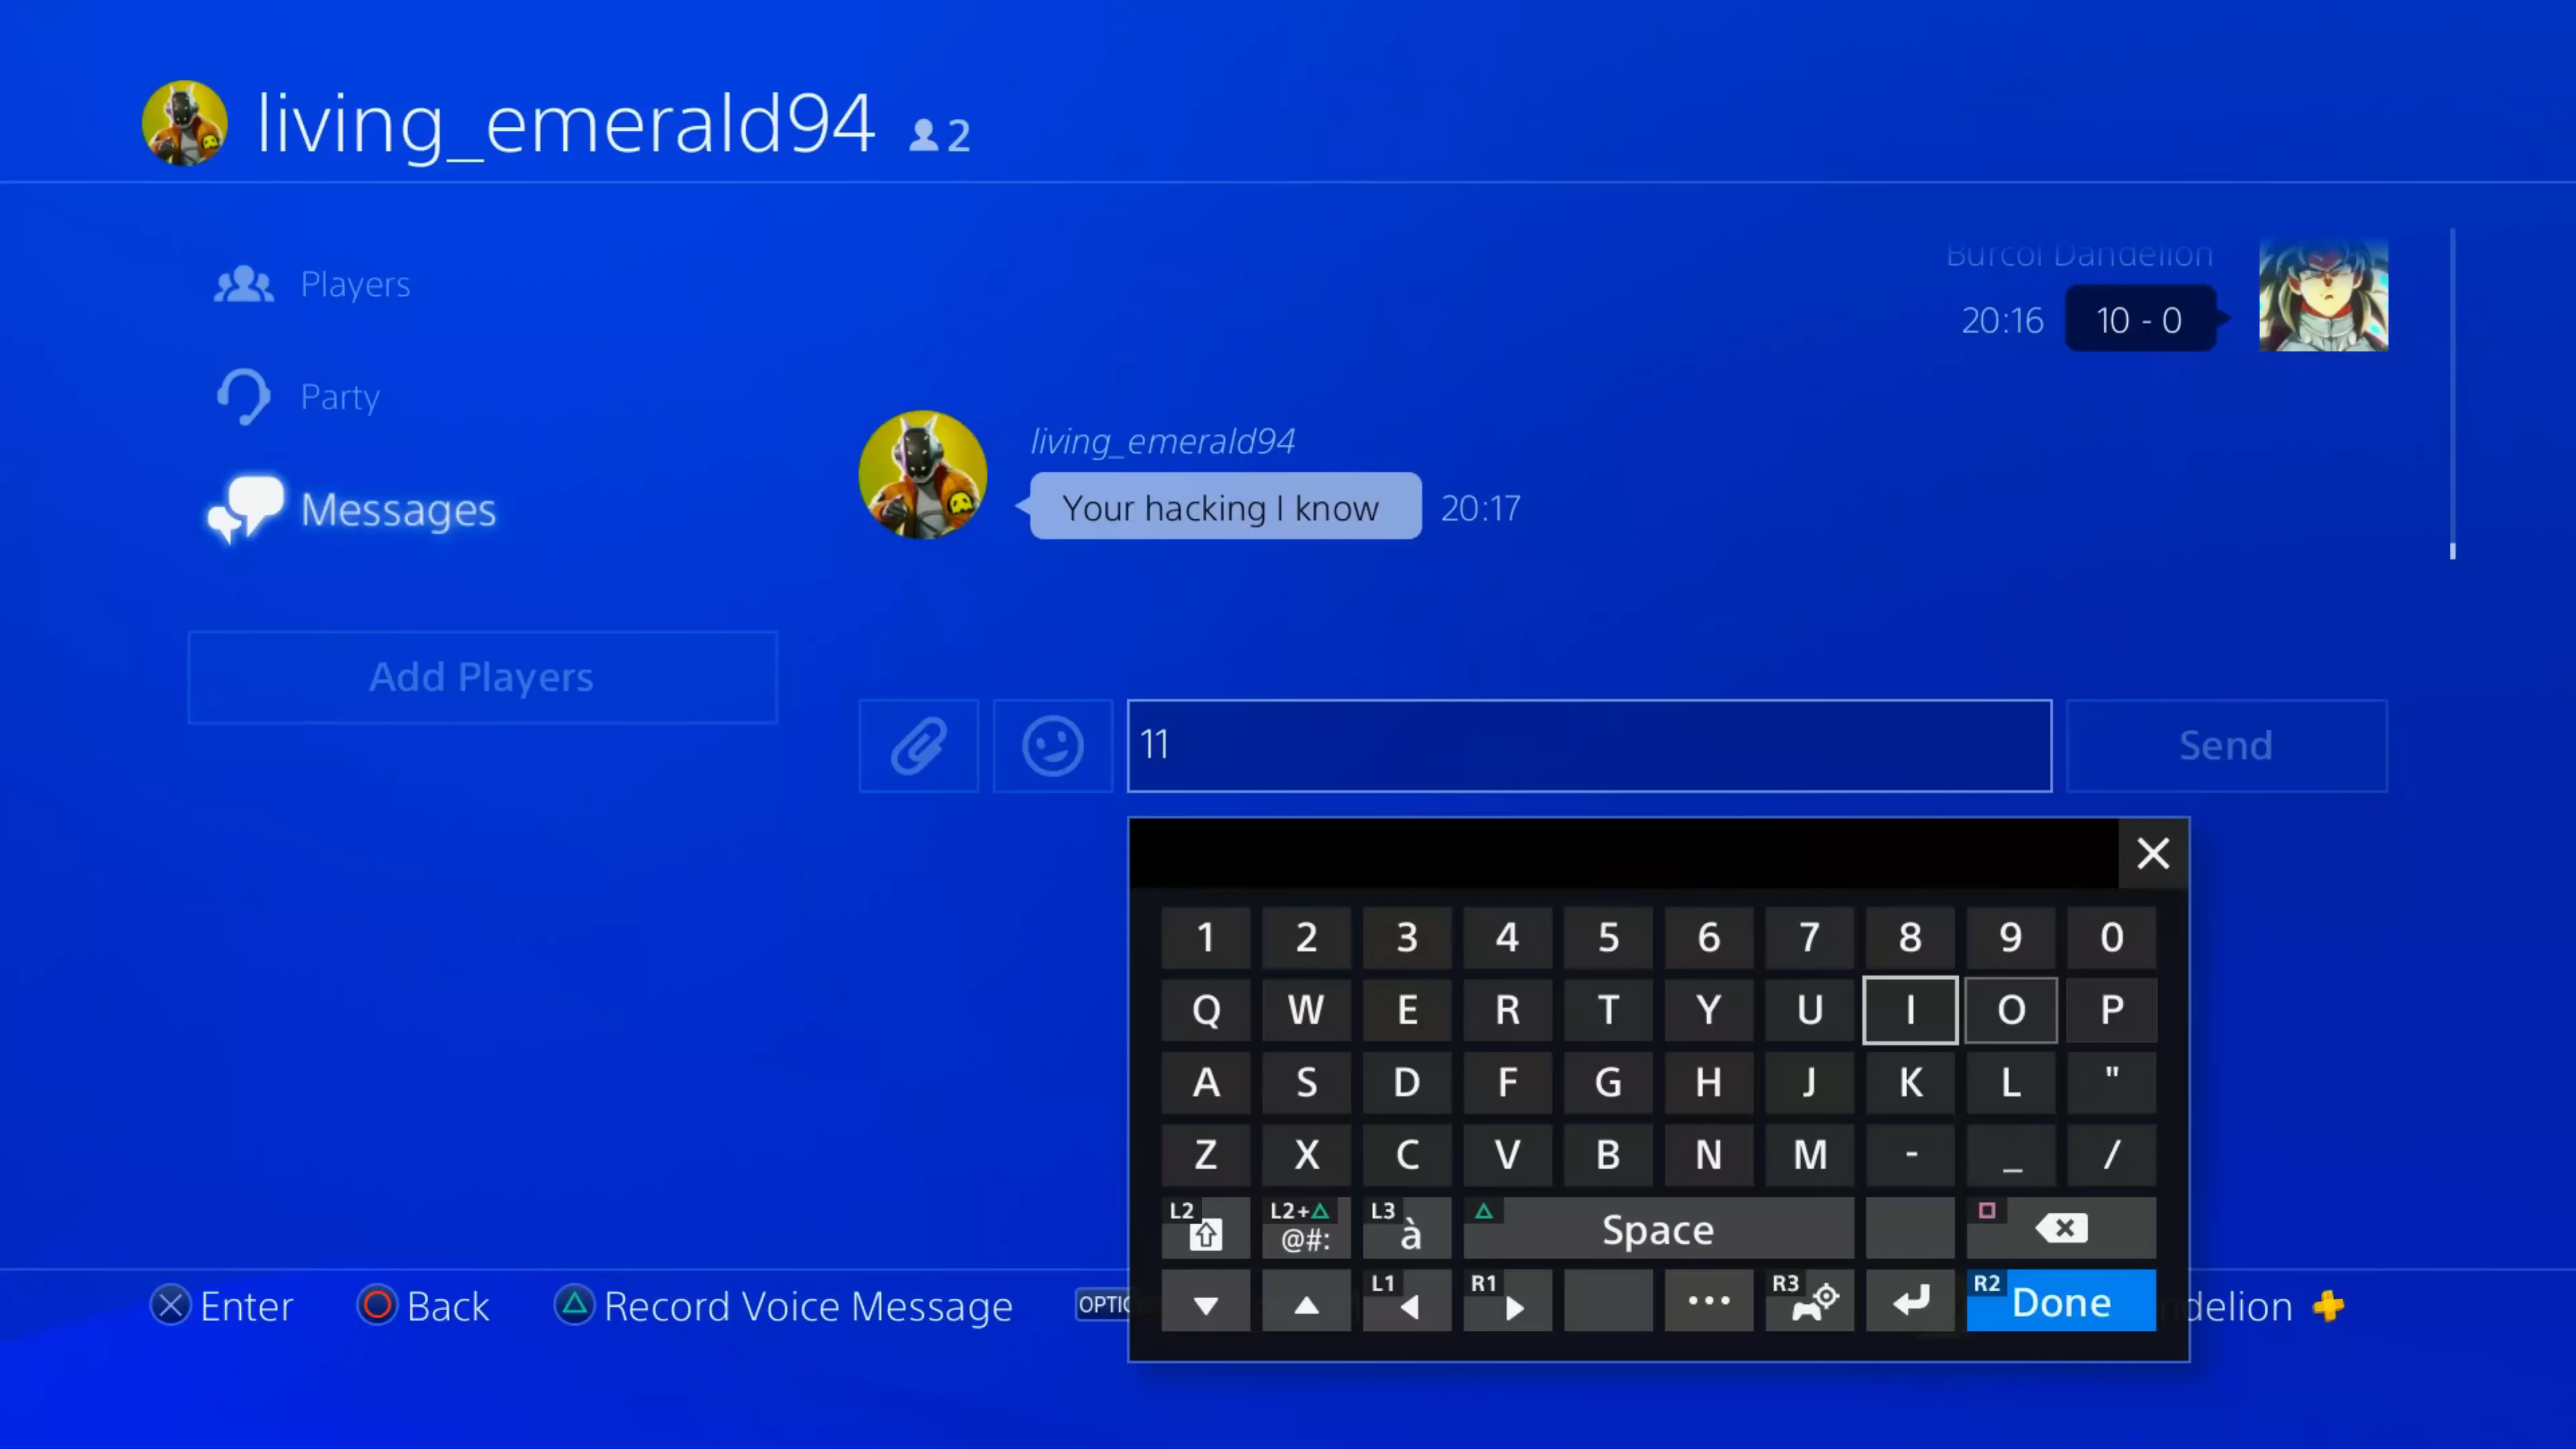 living_emerald94 2
Players
Party
Messages
Add Players
Burcol Dandelion
20:16 10 - 0
living_emerald94
Your hacking I know 20:17
11
Send
1 2 3 4 5 6 7 8 9 0
Q W E R T Y U I O P
A S D F G H J K L "
Z X C V B N M - _ /
L2 L2+△ @#: L3 à △ Space
L1 R1 ... R3 R2 Done
Enter Back Record Voice Message OPTIO delion